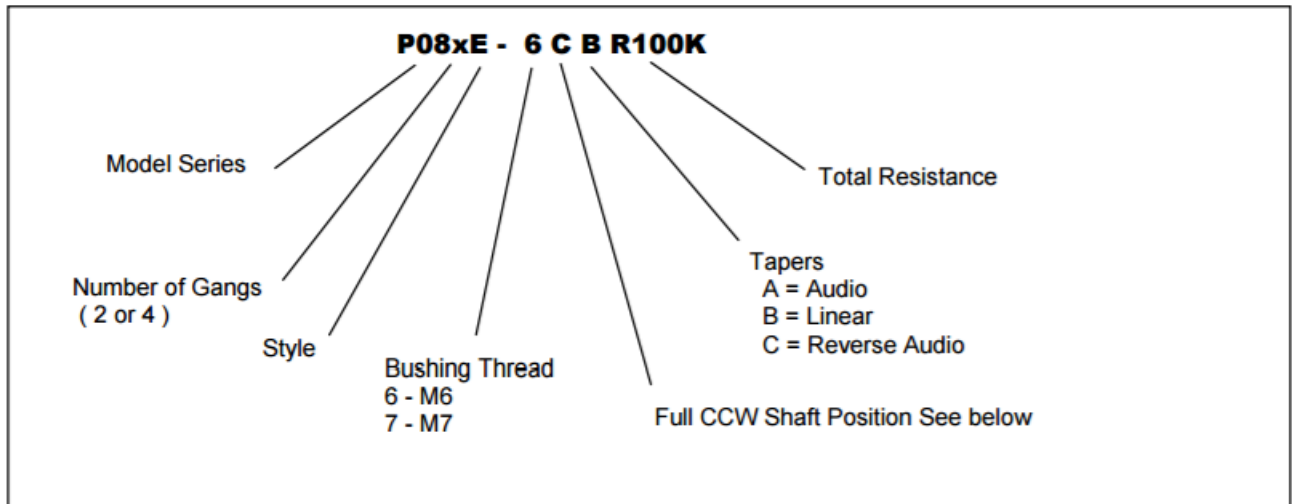 P08xE - 6 C B R100K
Model Series
Total Resistance
Number of Gangs
( 2 or 4 )
Style
Bushing Thread
6 - M6
7 - M7
Tapers
A = Audio
B = Linear
C = Reverse Audio
Full CCW Shaft Position See below